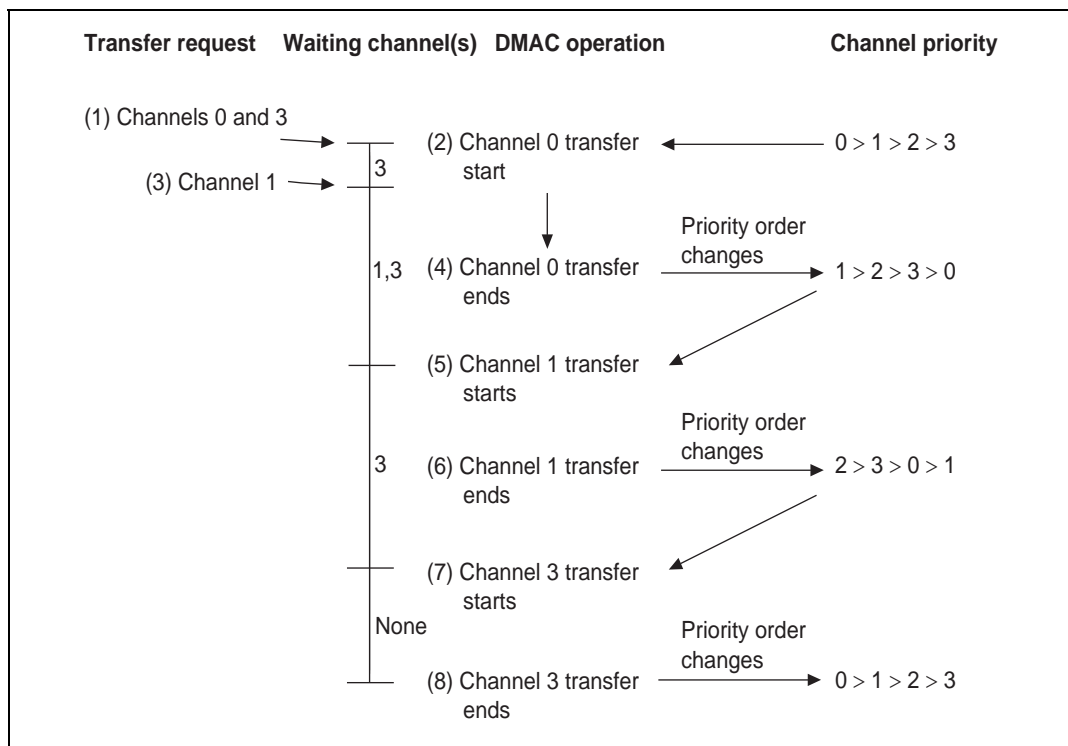 Transfer request Waiting channel(s) DMAC operation Channel priority
(1) Channels 0 and 3
(2) Channel 0 transfer
start
0 > 1 > 2 > 3
3
(3) Channel 1
Priority order
changes
1,3
(4) Channel 0 transfer
ends
1 > 2 > 3 > 0
(5) Channel 1 transfer
starts
Priority order
changes
3
(6) Channel 1 transfer
ends
2 > 3 > 0 > 1
(7) Channel 3 transfer
starts
None
Priority order
changes
(8) Channel 3 transfer
ends
0 > 1 > 2 > 3